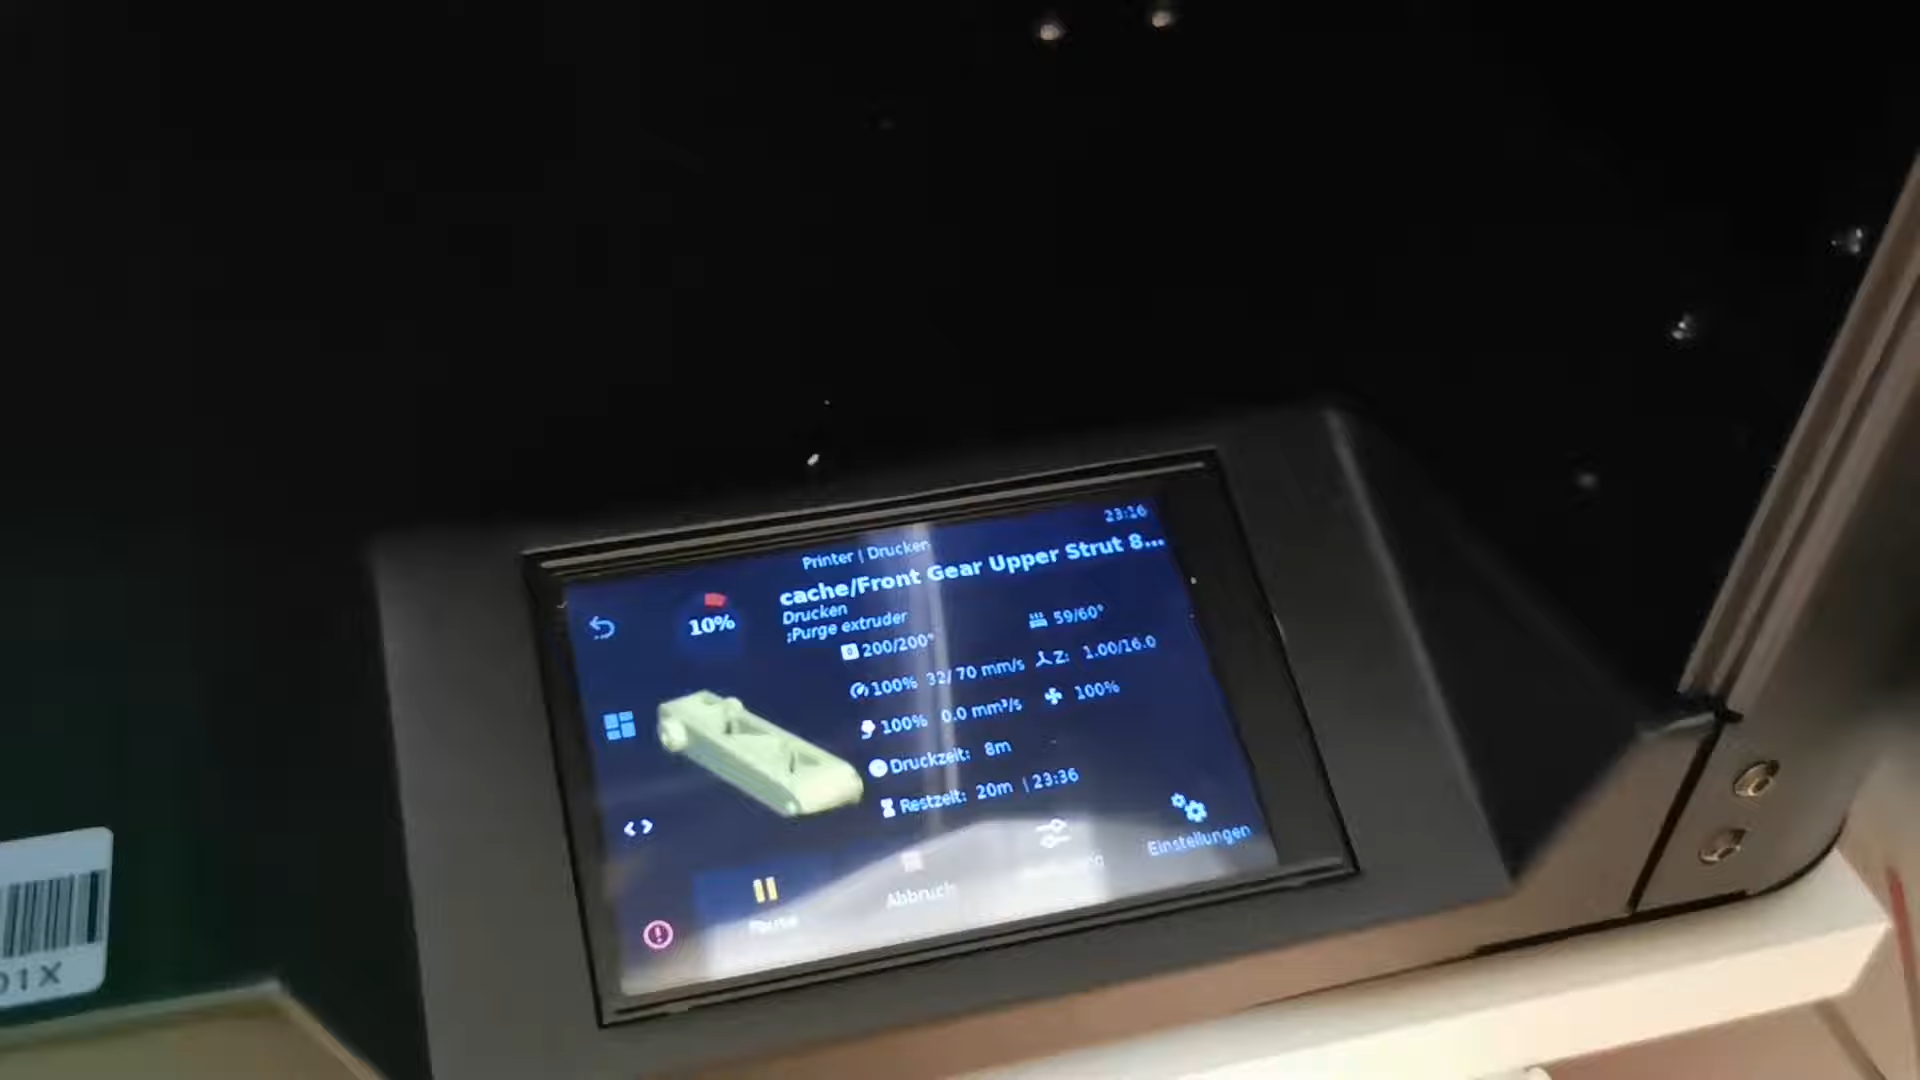 23:16
Printer | Drucken
cache/Front Gear Upper Strut 8...
10%
Drucken
;Purge extruder
0 200/200°
59/60°
100% 32/ 70 mm/s
Z: 1.00/16.0
100% 0.0 mm³/s
100%
Druckzeit: 8m
Restzeit: 20m | 23:36
Pause
Abbruch
Einstellungen
01X